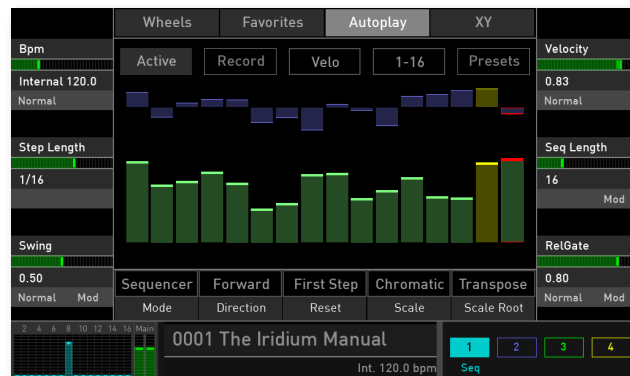 Wheels Favorites Autoplay XY
Bpm
Internal 120.0
Normal
Step Length
1/16
Swing
0.50
Normal Mod
Active Record Velo 1-16 Presets
Velocity
0.83
Normal
Seq Length
16
Mod
RelGate
0.80
Normal Mod
Sequencer Forward First Step Chromatic Transpose
Mode Direction Reset Scale Scale Root
2 4 6 8 10 12 14 16 Main
0001 The Iridium Manual
Int. 120.0 bpm
1 2 3 4
Seq